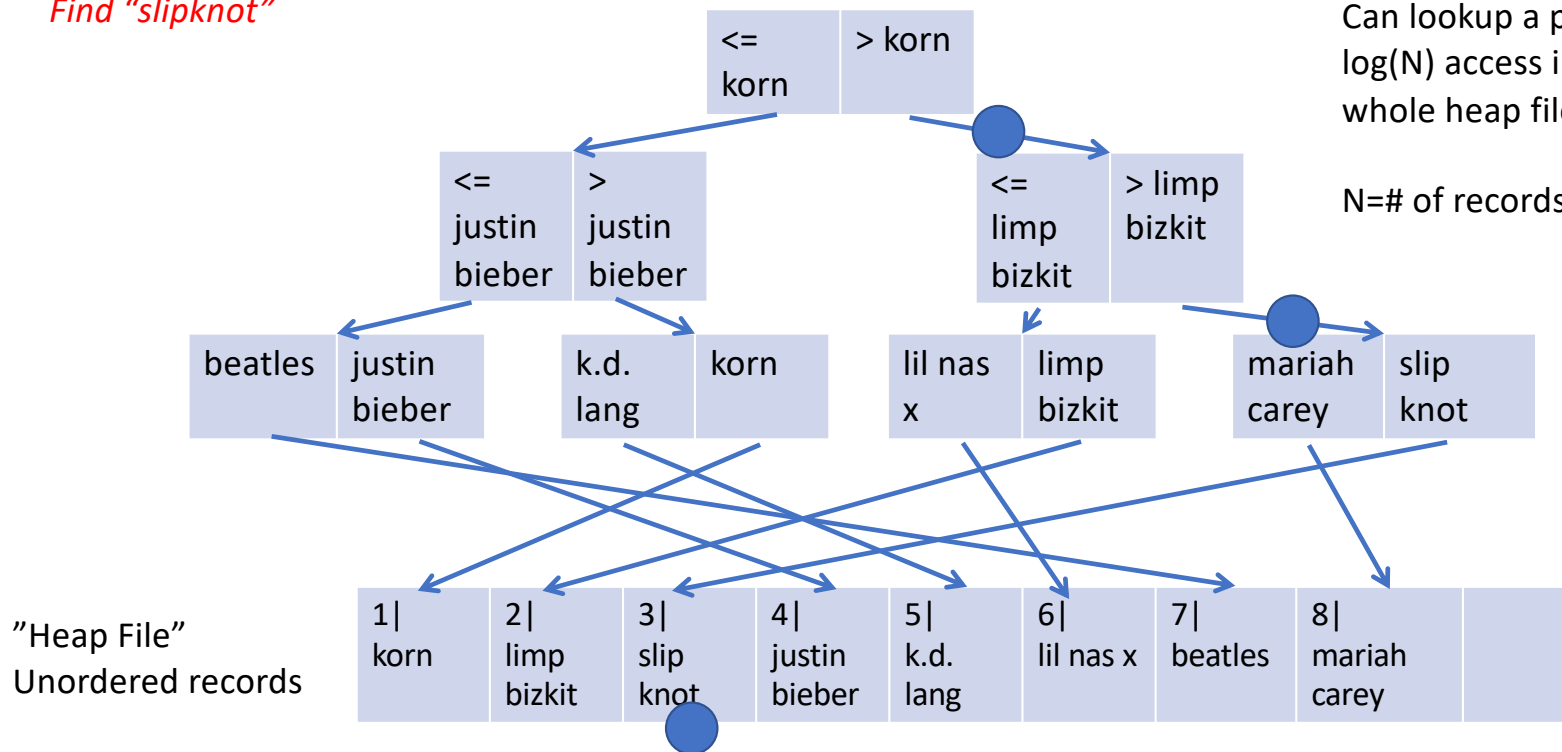 Find “slipknot”
Can lookup a
log(N) access
whole heap
N=# of records
<=
korn
> korn
<=
justin
bieber
>
justin
bieber
<=
limp
bizkit
> limp
bizkit
beatles
justin
bieber
k.d.
lang
korn
lil nas
x
limp
bizkit
mariah
carey
slip
knot
”Heap File”
Unordered records
1|
korn
2|
limp
bizkit
3|
slip
knot
4|
justin
bieber
5|
k.d.
lang
6|
lil nas x
7|
beatles
8|
mariah
carey